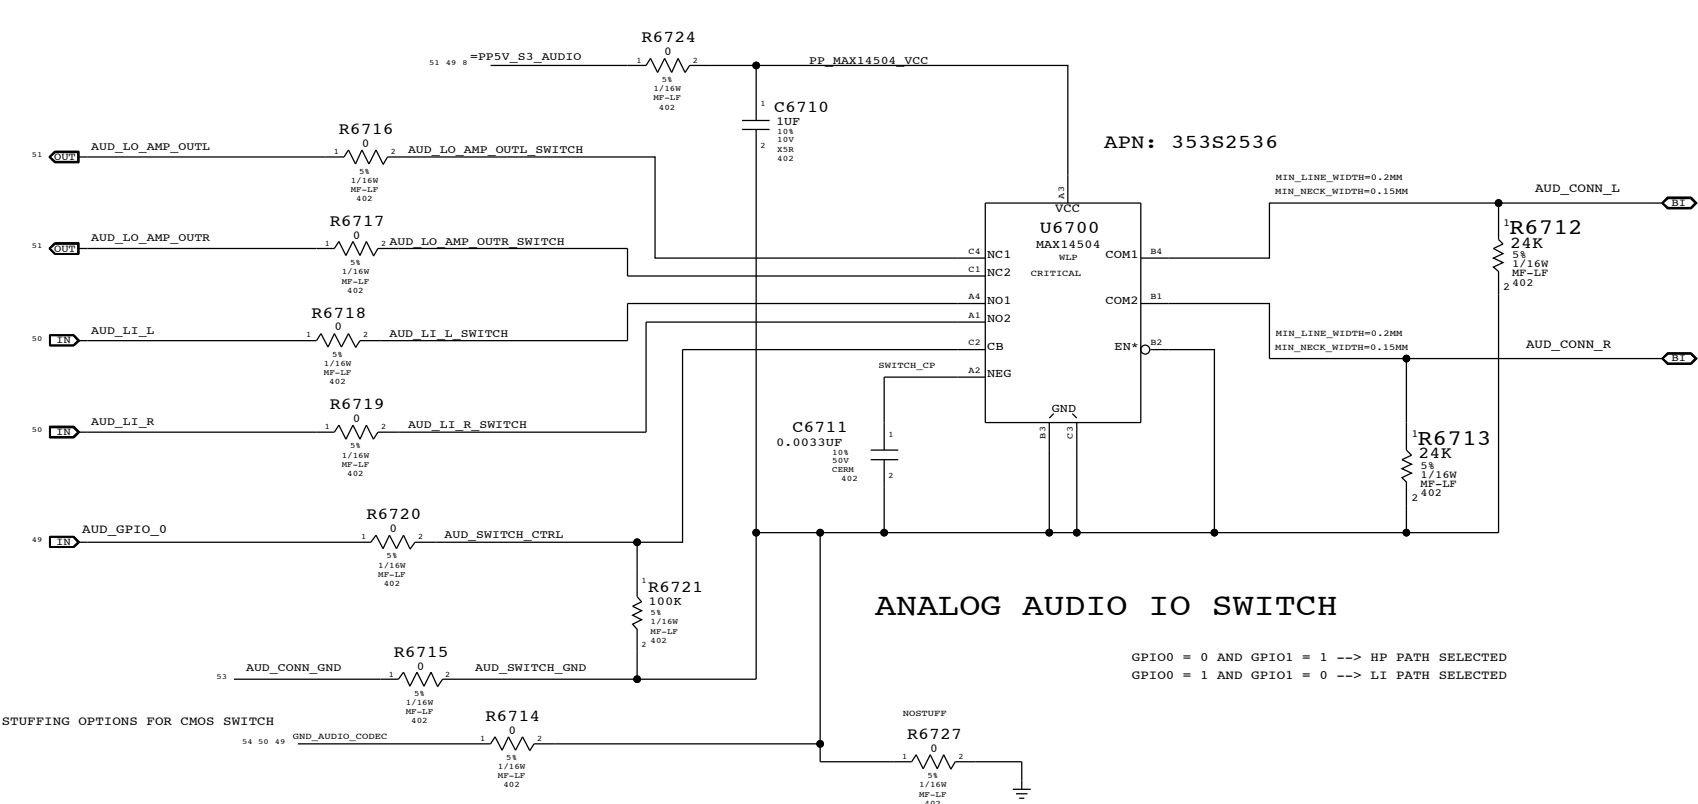 R6724
0
51 49 8
=PP5V_S3_AUDIO
1
2
PP_MAX14504_VCC
5%
1/16W
MF-LF
402
1
C6710
1UF
10%
10V
X5R
402
2
R6716
0
51
OUT
AUD_LO_AMP_OUTL
1
2
AUD_LO_AMP_OUTL_SWITCH
5%
1/16W
MF-LF
402
APN: 353S2536
R6717
0
51
OUT
AUD_LO_AMP_OUTR
1
2
AUD_LO_AMP_OUTR_SWITCH
5%
1/16W
MF-LF
402
R6718
0
50
IN
AUD_LI_L
1
2
AUD_LI_L_SWITCH
5%
1/16W
MF-LF
402
R6719
0
50
IN
AUD_LI_R
1
2
AUD_LI_R_SWITCH
5%
1/16W
MF-LF
402
A3
VCC
U6700
MAX14504
WLP
CRITICAL
C4
NC1
C1
NC2
A4
NO1
A1
NO2
C2
CB
A2
NEG
COM1
B4
COM2
B1
EN*
B2
GND
B3
C3
SWITCH_CP
C6711
0.0033UF
10%
50V
CERM
402
1
2
MIN_LINE_WIDTH=0.2MM
MIN_NECK_WIDTH=0.15MM
AUD_CONN_L
BI
1
R6712
24K
5%
1/16W
MF-LF
402
2
MIN_LINE_WIDTH=0.2MM
MIN_NECK_WIDTH=0.15MM
AUD_CONN_R
BI
1
R6713
24K
5%
1/16W
MF-LF
402
2
R6720
0
49
IN
AUD_GPIO_0
1
2
AUD_SWITCH_CTRL
5%
1/16W
MF-LF
402
1
R6721
100K
5%
1/16W
MF-LF
402
2
R6715
0
53
AUD_CONN_GND
1
2
AUD_SWITCH_GND
5%
1/16W
MF-LF
402
ANALOG AUDIO IO SWITCH
GPIO0 = 0 AND GPIO1 = 1 --> HP PATH SELECTED
GPIO0 = 1 AND GPIO1 = 0 --> LI PATH SELECTED
STUFFING OPTIONS FOR CMOS SWITCH
R6714
0
54 50 49
GND_AUDIO_CODEC
1
2
5%
1/16W
MF-LF
402
NOSTUFF
R6727
0
1
2
5%
1/16W
MF-LF
402